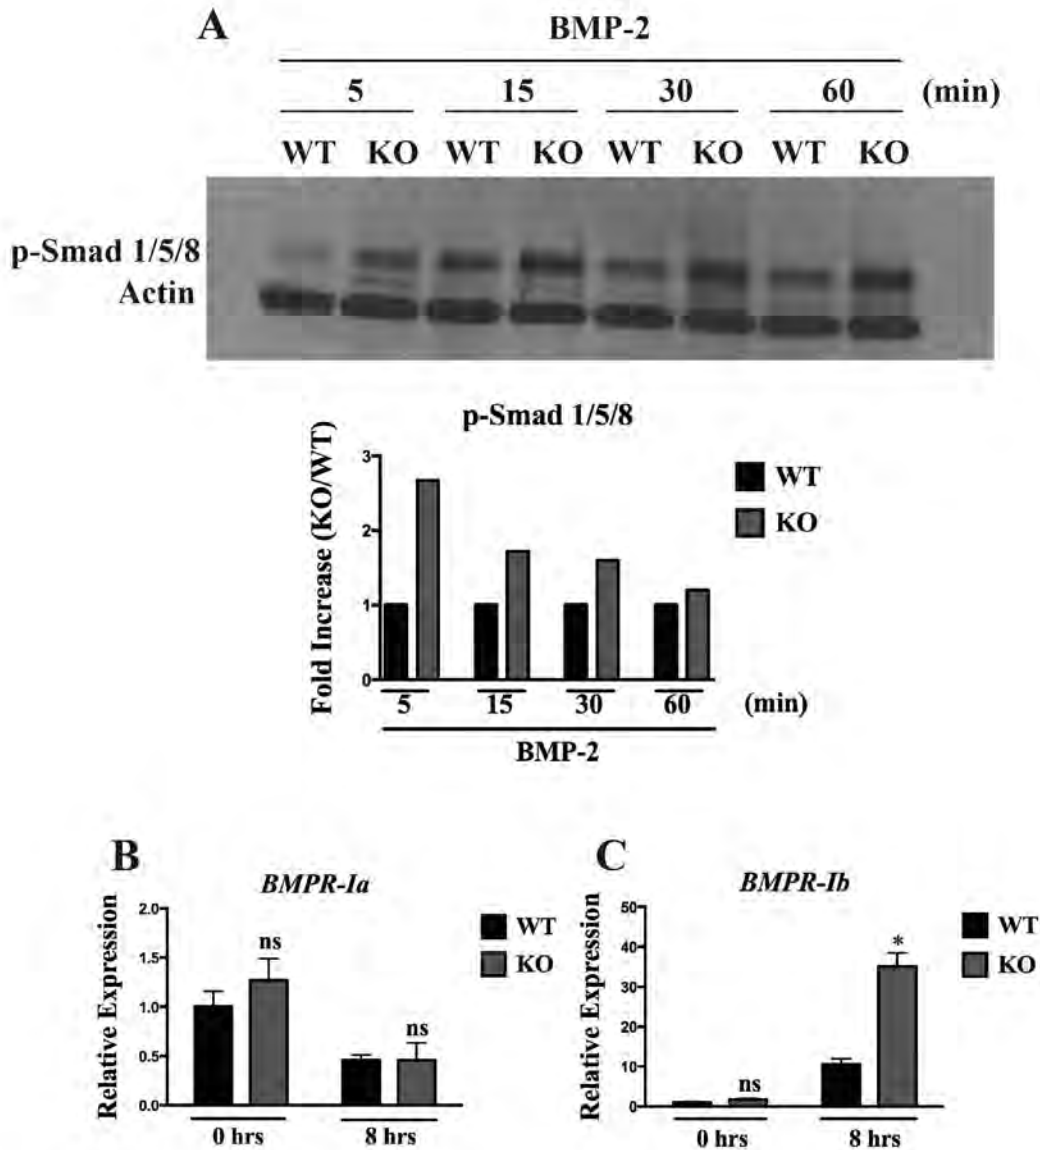 A
BMP-2
5 15 30 60 (min)
WT KO WT KO WT KO WT KO
p-Smad 1/5/8
Actin
p-Smad 1/5/8
Fold Increase (KO/WT)
3
2
1
0
WT
KO
5 15 30 60 (min)
BMP-2
B
BMPR-Ia
Relative Expression
2.0
1.5
1.0
0.5
0.0
ns
ns
WT
KO
0 hrs 8 hrs
C
BMPR-Ib
Relative Expression
50
40
30
20
10
0
ns
*
WT
KO
0 hrs 8 hrs